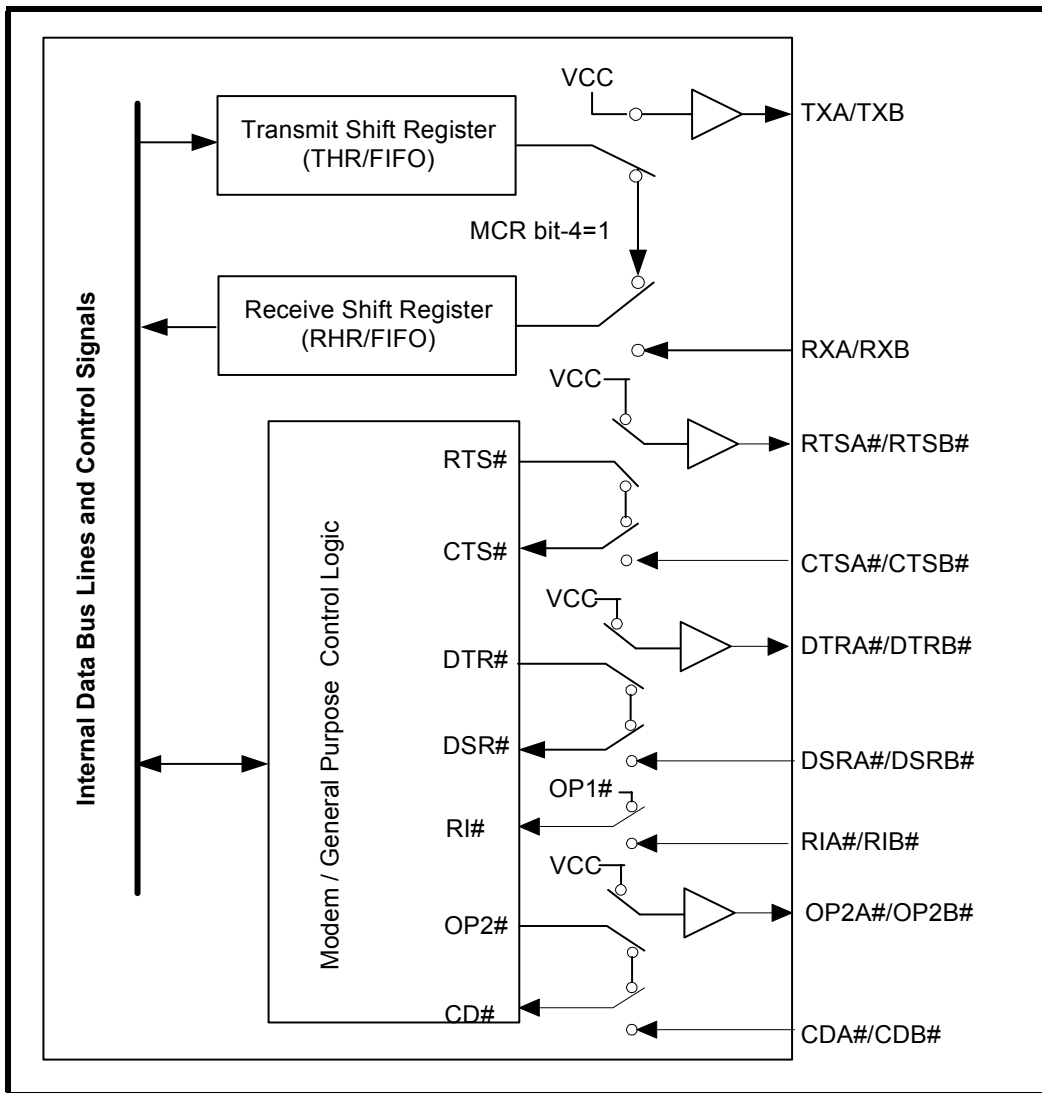 VCC
TXA/TXB
Transmit Shift Register
(THR/FIFO)
MCR bit-4=1
Receive Shift Register
(RHR/FIFO)
RXA/RXB
Internal Data Bus Lines and Control Signals
VCC
RTSA#/RTSB#
RTS#
CTS#
CTSA#/CTSB#
Modem / General Purpose Control Logic
VCC
DTRA#/DTRB#
DTR#
DSR#
DSRA#/DSRB#
OP1#
RI#
RIA#/RIB#
VCC
OP2A#/OP2B#
OP2#
CD#
CDA#/CDB#